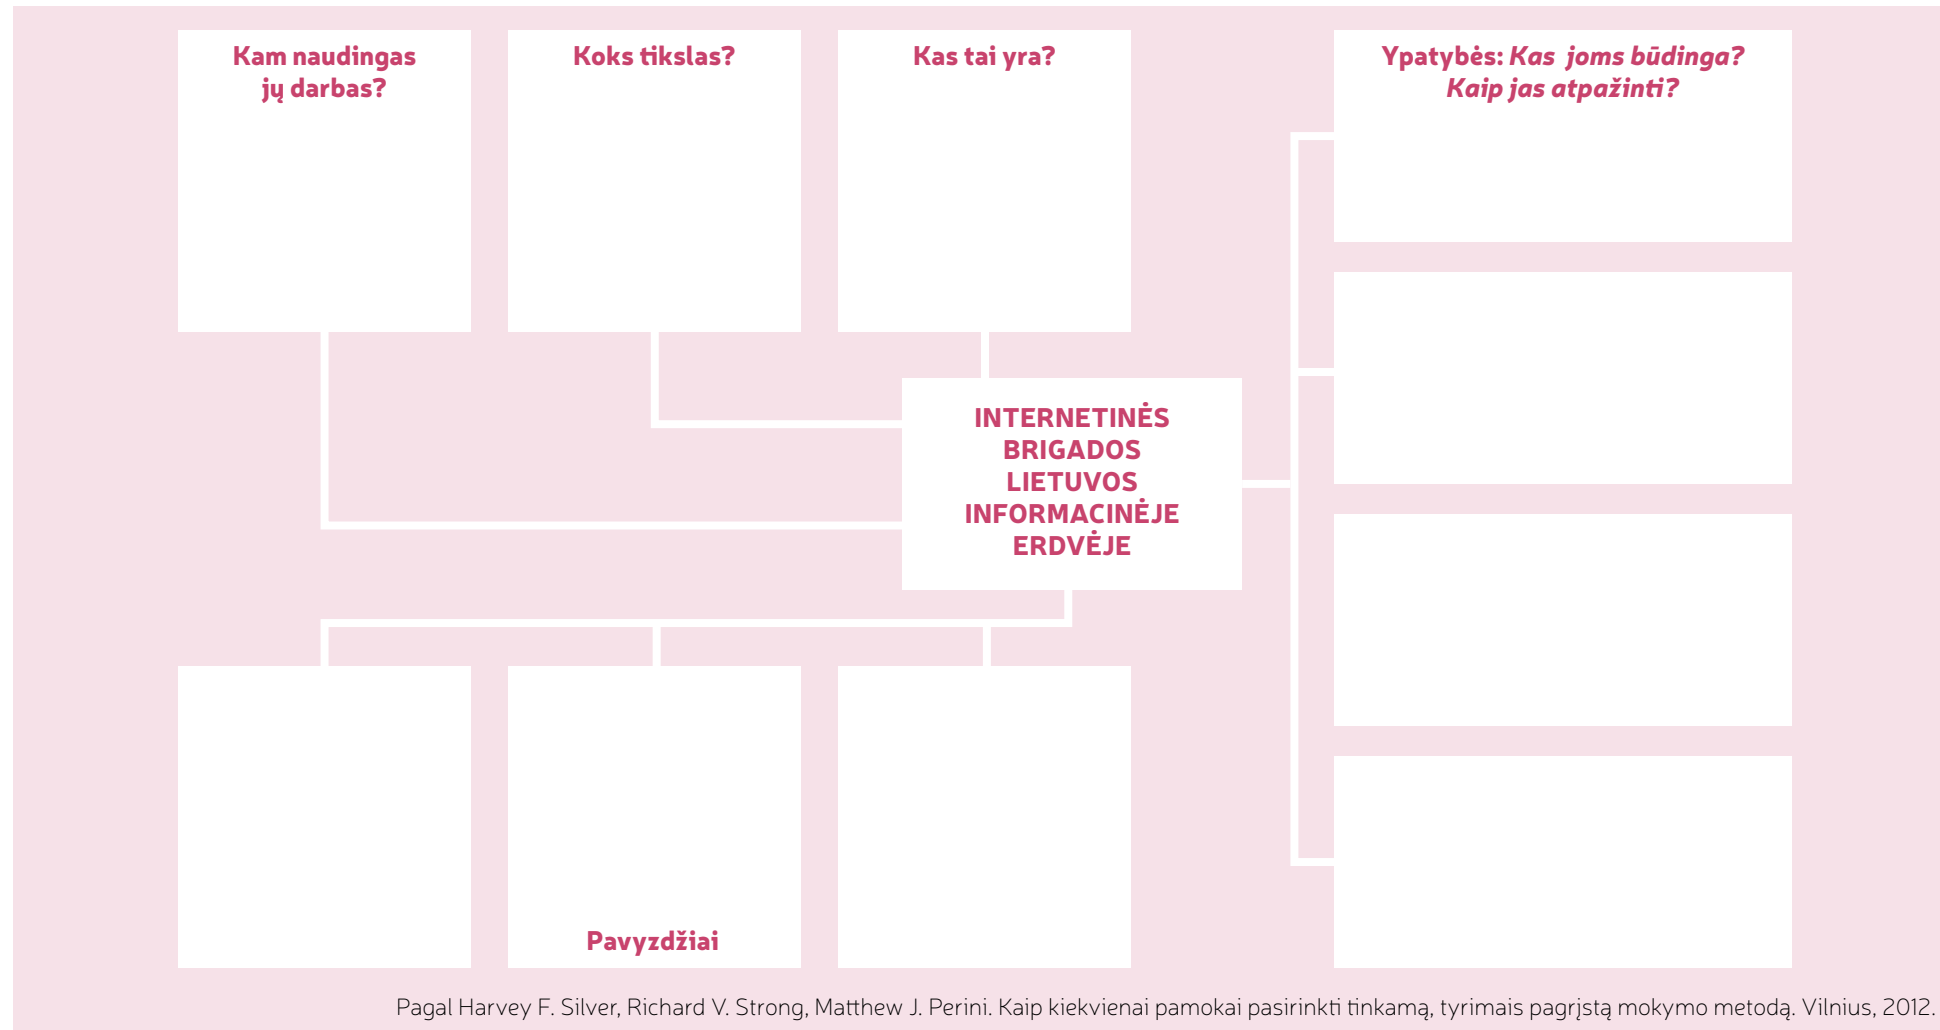 Kam naudingas
jų darbas?
Koks tikslas?
Kas tai yra?
Ypatybės: Kas joms būdinga?
Kaip jas atpažinti?
INTERNETINĖS
BRIGADOS
LIETUVOS
INFORMACINĖJE
ERDVĖJE
Pavyzdžiai
Pagal Harvey F. Silver, Richard V. Strong, Matthew J. Perini. Kaip kiekvienai pamokai pasirinkti tinkamą, tyrimais pagrįstą mokymo metodą. Vilnius, 2012.